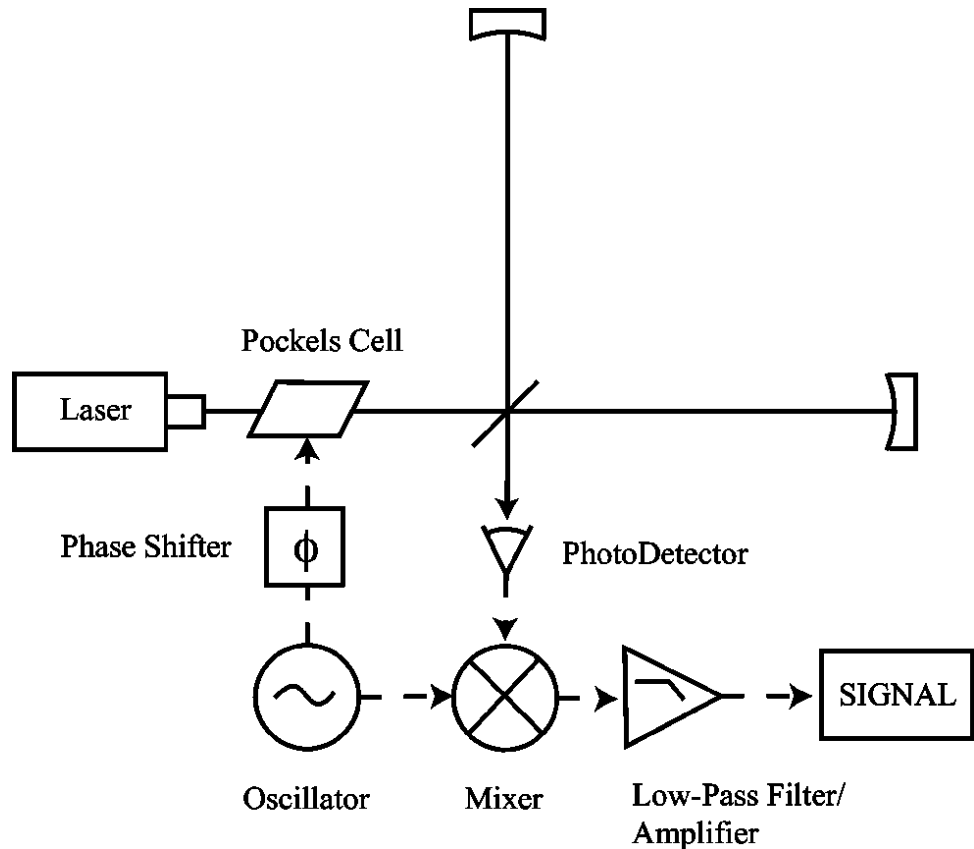 Pockels Cell
Laser
Phase Shifter
ϕ
PhotoDetector
SIGNAL
Oscillator
Mixer
Low-Pass Filter/
Amplifier